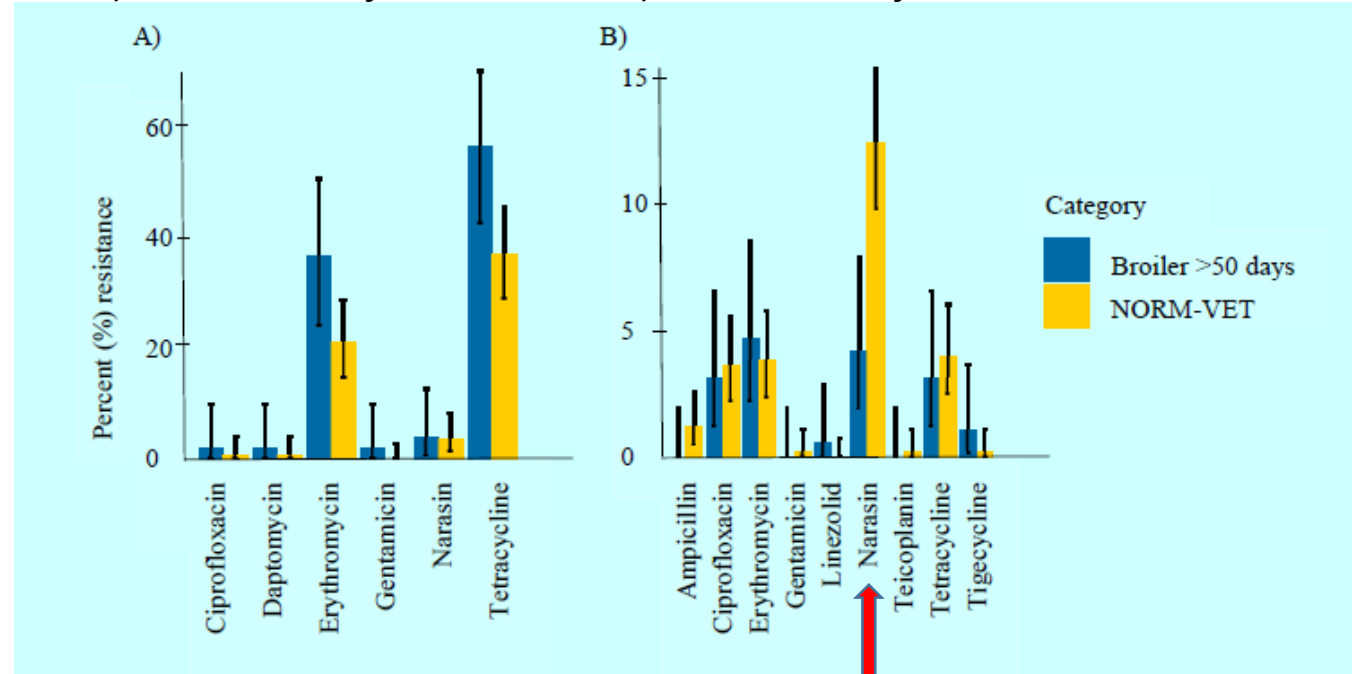 A)
B)
Percent (%) resistance
60
40
20
0
Ciprofloxacin
Daptomycin
Erythromycin
Gentamicin
Narasin
Tetracycline
15
10
5
0
Ampicillin
Ciprofloxacin
Erythromycin
Gentamicin
Linezolid
Narasin
Teicoplanin
Tetracycline
Tigecycline
Category
Broiler >50 days
NORM-VET